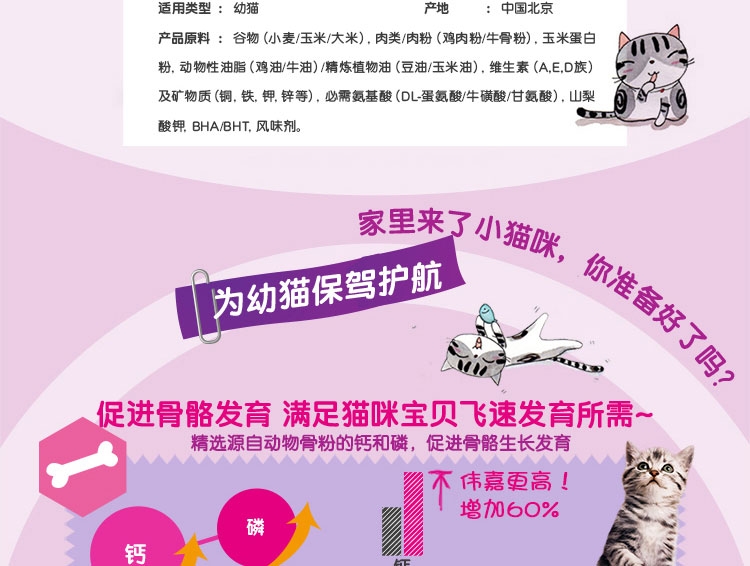 适用类型 ： 幼猫 产地 ： 中国北京
产品原料 ： 谷物 (小麦/玉米/大米) , 肉类/肉粉 (鸡肉粉/牛骨粉) , 玉米蛋白
粉, 动物性油脂 (鸡油/牛油) /精炼植物油 (豆油/玉米油) , 维生素 (A,E,D族)
及矿物质 (铜, 铁, 钾, 锌等) , 必需氨基酸 (DL-蛋氨酸/牛磺酸/甘氨酸) , 山梨
酸钾, BHA/BHT, 风味剂。
家里来了小猫咪，你准备好了吗?
为幼猫保驾护航
促进骨骼发育 满足猫咪宝贝飞速发育所需~
精选源自动物骨粉的钙和磷，促进骨骼生长发育
伟嘉更高！
增加60%
磷
钙
钙